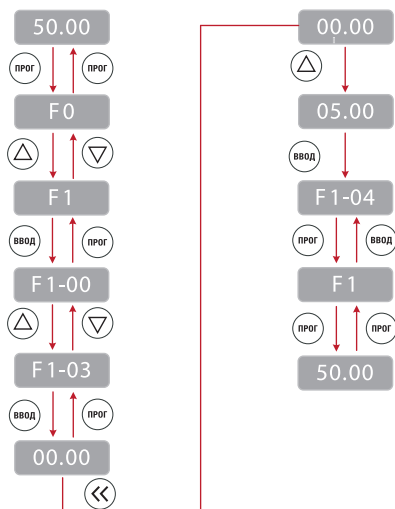 50.00
ПРОГ ПРОГ
F0
F1
ВВОД ПРОГ
F1-00
F1-03
ВВОД ПРОГ
00.00
00.00
05.00
ВВОД
F1-04
ПРОГ ВВОД
F1
ПРОГ ПРОГ
50.00